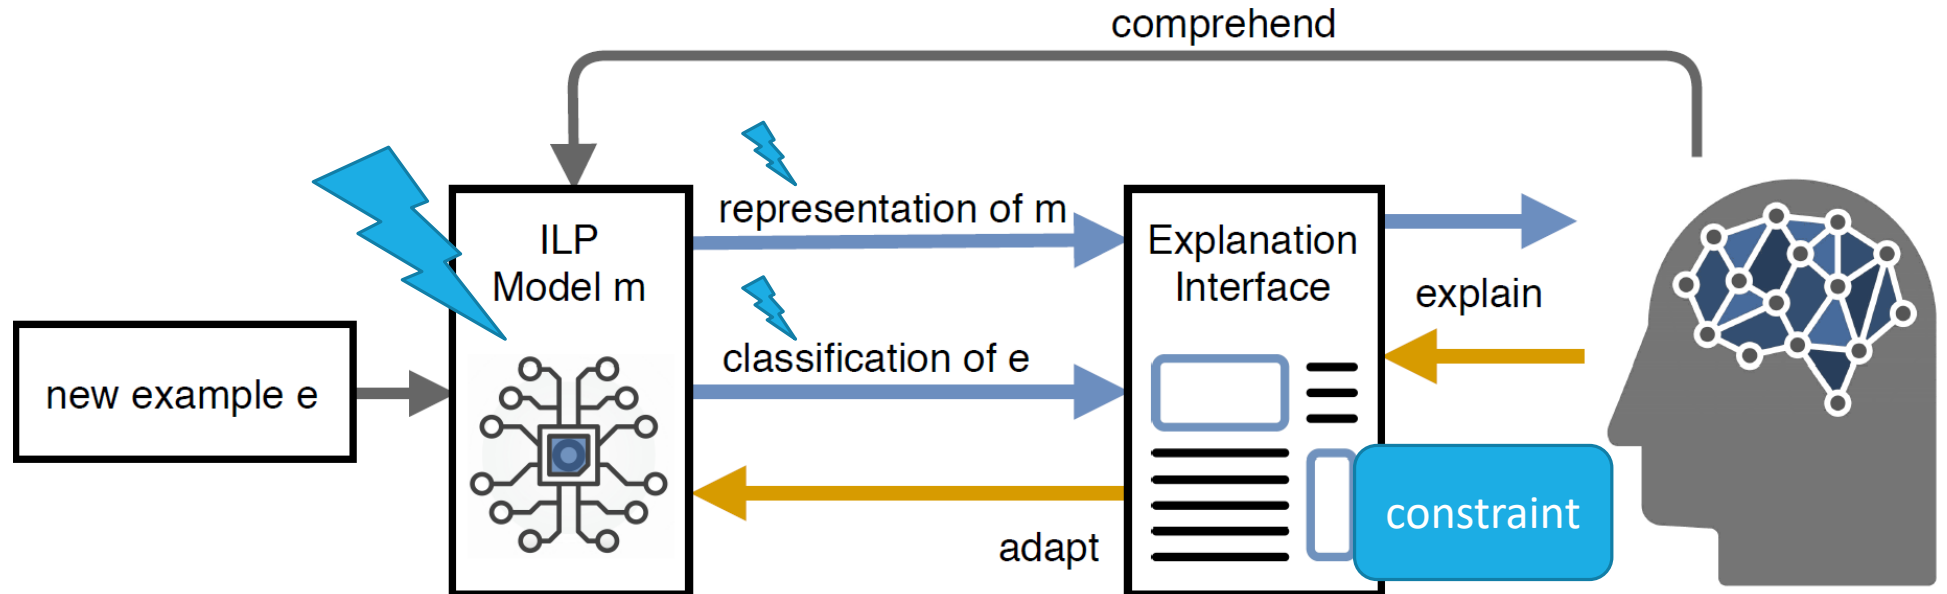 comprehend
representation of m
ILP
Model m
Explanation
Interface
explain
classification of e
new example e
constraint
adapt